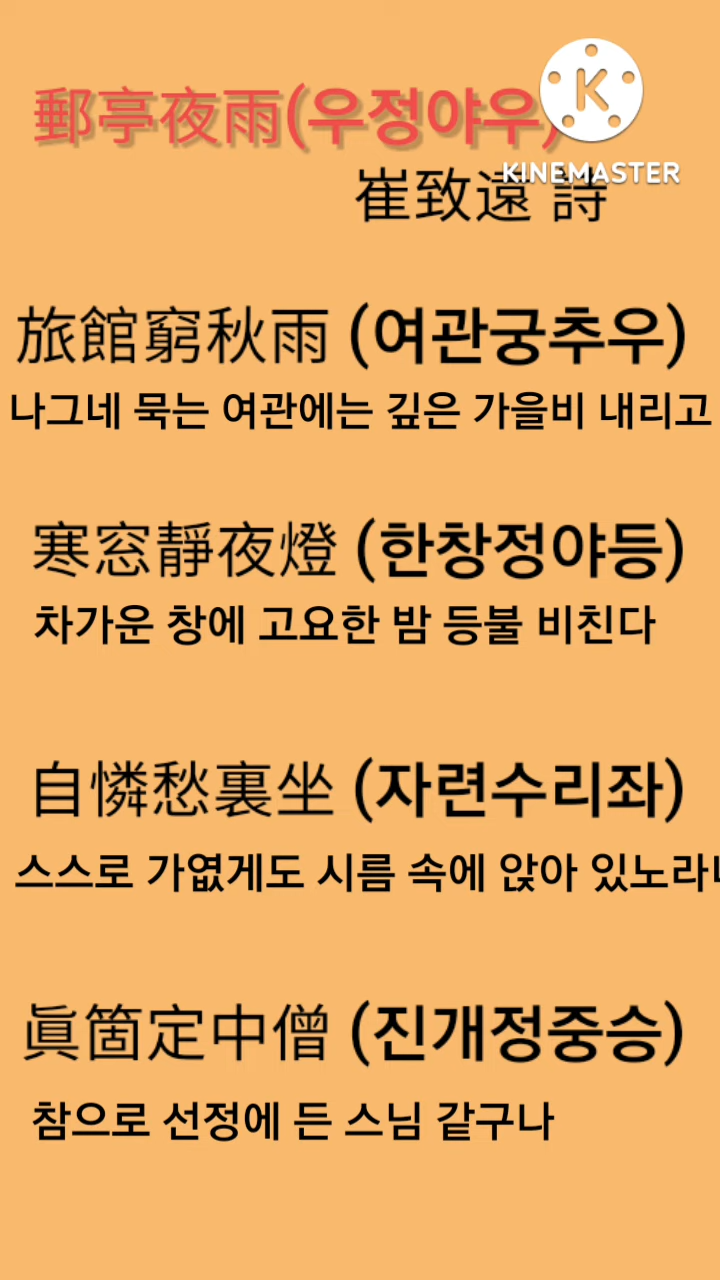 郵亭夜雨(우정야우)
K
KINEMASTER
崔致遠 詩
旅館窮秋雨 (여관궁추우)
나그네 묵는 여관에는 깊은 가을비 내리고
寒窓靜夜燈 (한창정야등)
차가운 창에 고요한 밤 등불 비친다
自憐愁裏坐 (자련수리좌)
스스로 가엾게도 시름 속에 앉아 있노라니
眞箇定中僧 (진개정중승)
참으로 선정에 든 스님 같구나